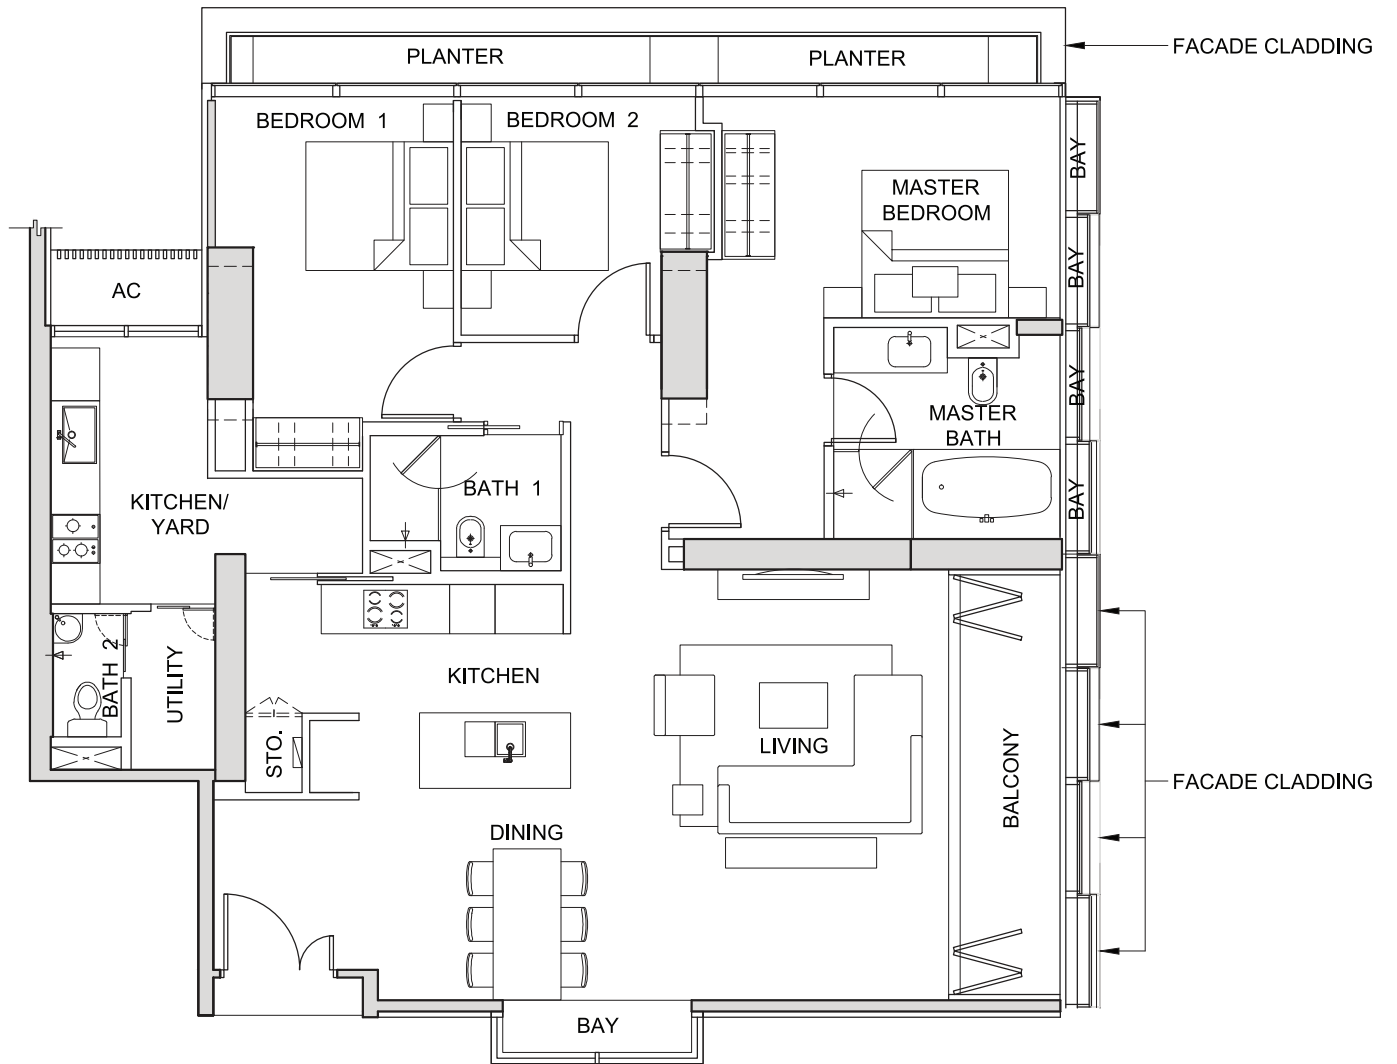 FACADE CLADDING
PLANTER
PLANTER
BEDROOM 1
BEDROOM 2
BAY
MASTER
BEDROOM
BAY
AC
BAY
MASTER
BATH
BATH 1
KITCHEN/
YARD
BAY
BATH 2
UTILITY
KITCHEN
STO.
LIVING
BALCONY
FACADE CLADDING
DINING
BAY